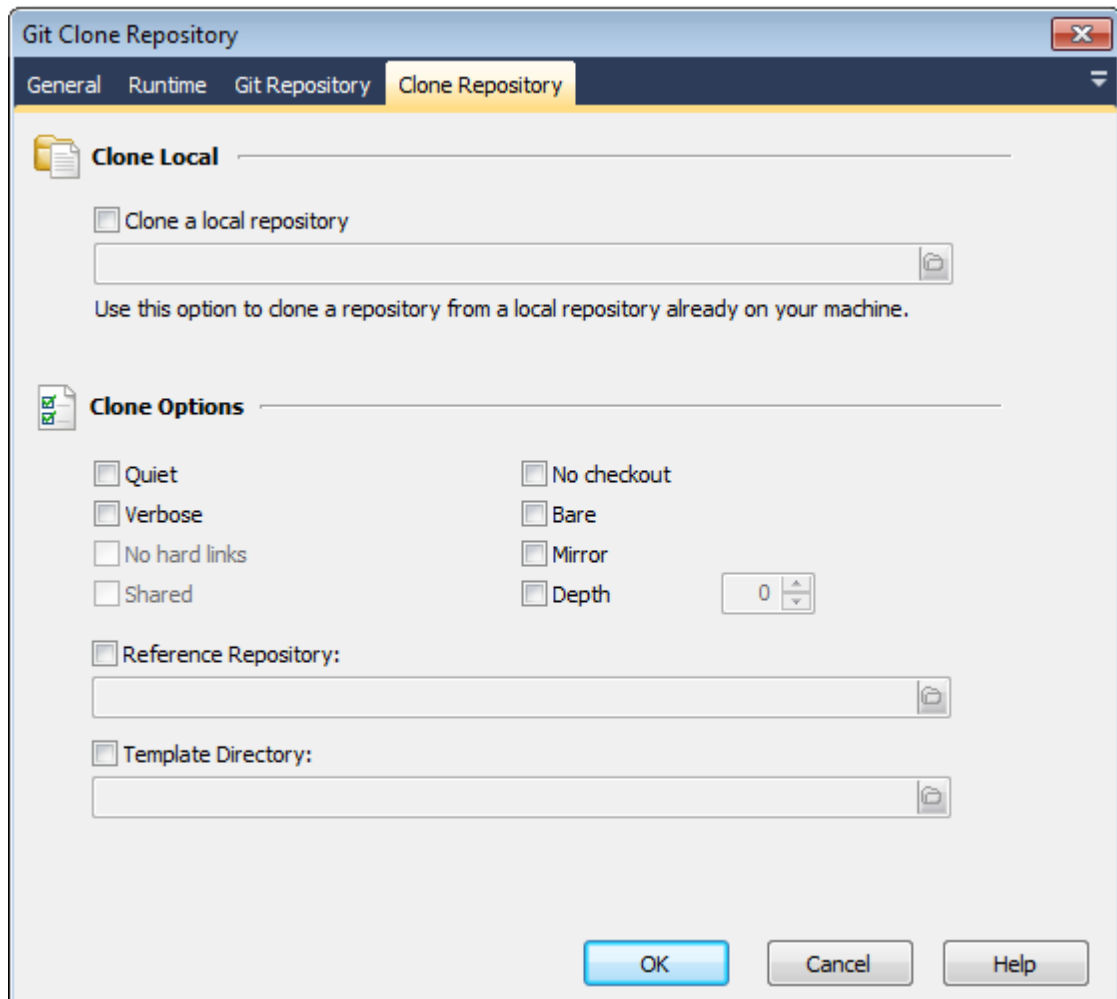 Git Clone Repository
General Runtime Git Repository Clone Repository
Clone Local
Clone a local repository
Use this option to clone a repository from a local repository already on your machine.
Clone Options
Quiet No checkout
Verbose Bare
No hard links Mirror
Shared Depth 0
Reference Repository:
Template Directory:
OK Cancel Help